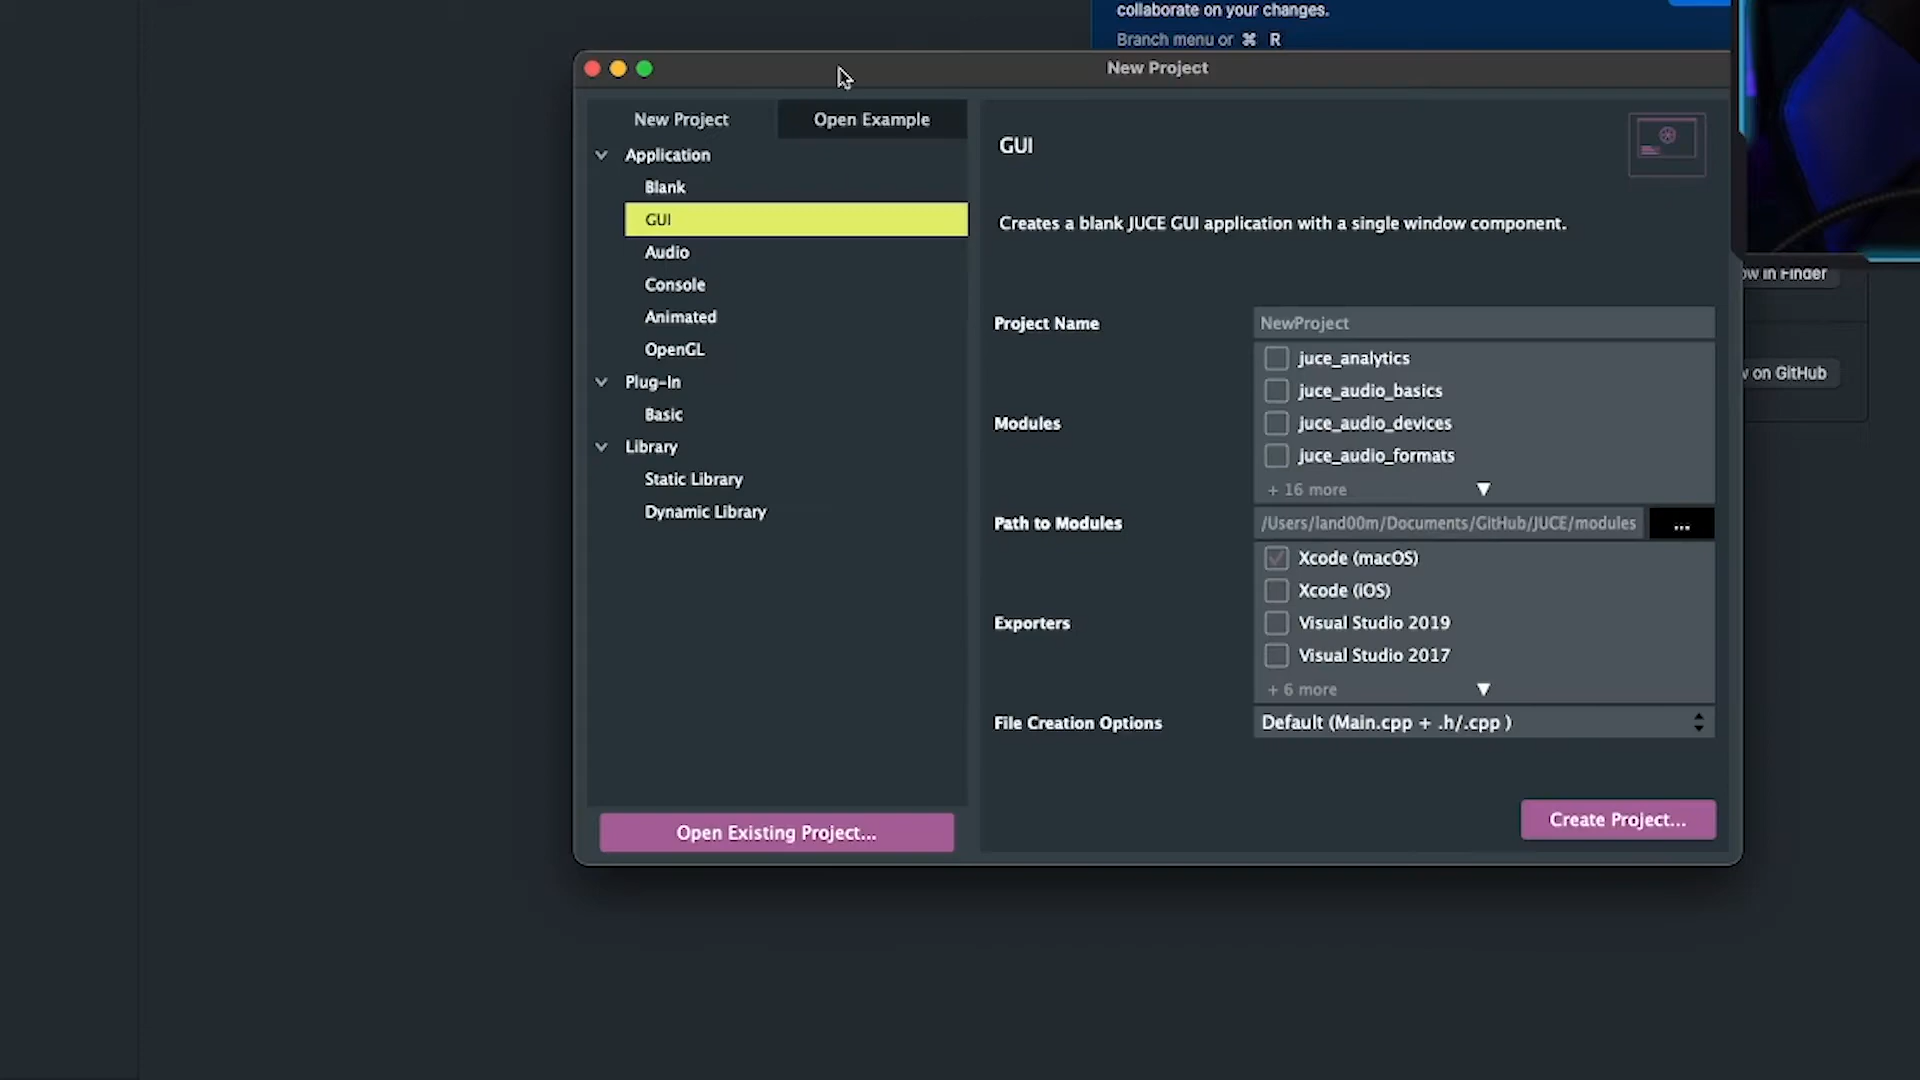 collaborate on your changes.
Branch menu or ⌘ R
New Project
New Project
Open Example
Application
Blank
GUI
Audio
Console
Animated
OpenGL
Plug-In
Basic
Library
Static Library
Dynamic Library
Open Existing Project...
GUI
Creates a blank JUCE GUI application with a single window component.
Project Name
NewProject
Modules
juce_analytics
juce_audio_basics
juce_audio_devices
juce_audio_formats
+ 16 more
Path to Modules
/Users/land00m/Documents/GitHub/JUCE/modules
...
Exporters
Xcode (macOS)
Xcode (iOS)
Visual Studio 2019
Visual Studio 2017
+ 6 more
File Creation Options
Default (Main.cpp + .h/.cpp )
Create Project...
in Finder
on GitHub